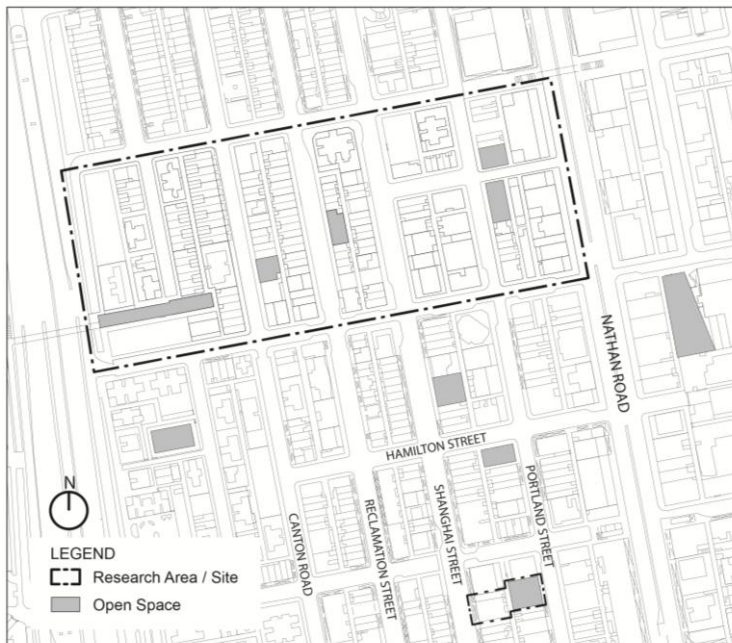 NATHAN ROAD
HAMILTON STREET
PORTLAND STREET
SHANGHAI STREET
RECLAMATION STREET
CANTON ROAD
N
LEGEND
Research Area / Site
Open Space